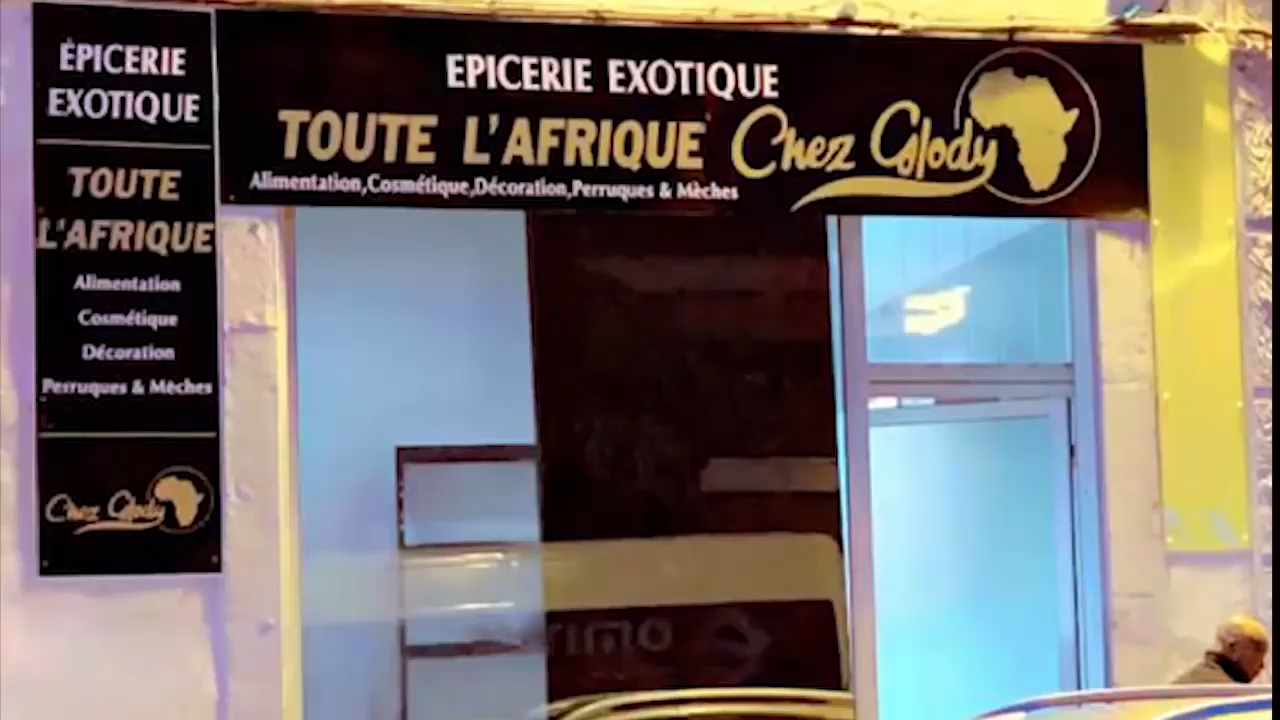 ÉPICERIE
EXOTIQUE
TOUTE
L'AFRIQUE
Alimentation
Cosmétique
Décoration
Perruques & Mèches
Chez Glody
EPICERIE EXOTIQUE
TOUTE L'AFRIQUE Chez Glody
Alimentation,Cosmétique,Décoration,Perruques & Mèches